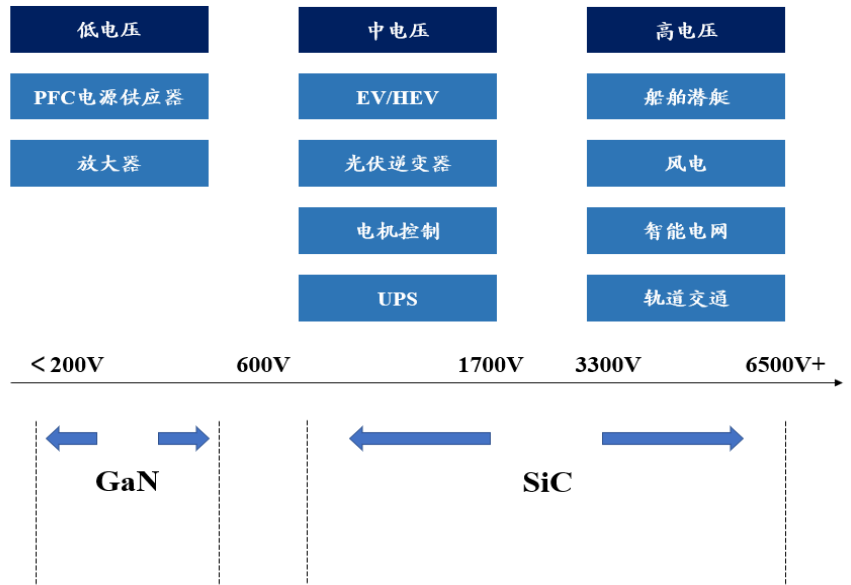 低电压 中电压 高电压
PFC电源供应器 EV/HEV 船舶潜艇
放大器 光伏逆变器 风电
电机控制 智能电网
UPS 轨道交通
＜200V 600V 1700V 3300V 6500V+
GaN SiC